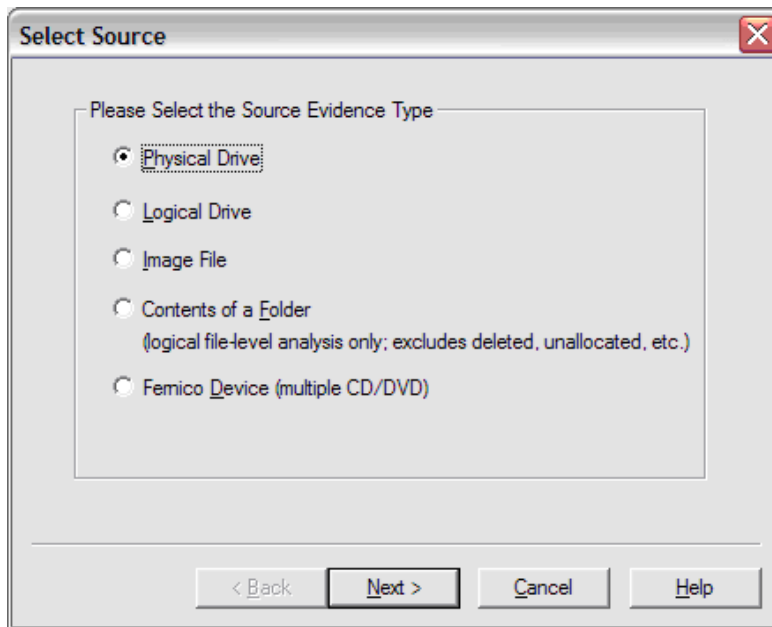 Select Source
Please Select the Source Evidence Type
Physical Drive
Logical Drive
Image File
Contents of a Folder
(logical file-level analysis only; excludes deleted, unallocated, etc.)
Fernico Device (multiple CD/DVD)
< Back Next > Cancel Help